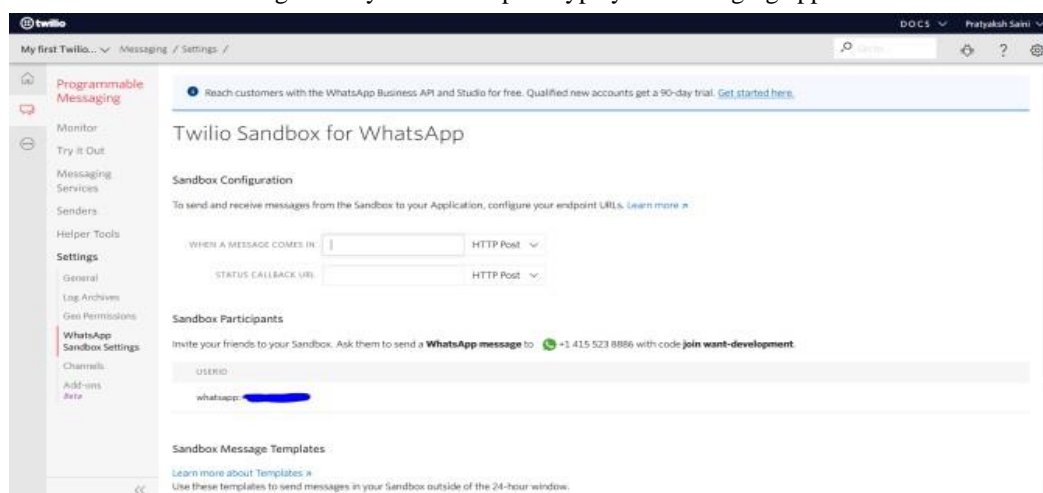 twilio
DOCS Pratyaksh Saini
My first Twilio... Messaging / Settings /
Programmable
Messaging
Monitor
Try It Out
Messaging
Services
Senders
Helper Tools
Settings
General
Log Archives
Geo Permissions
WhatsApp
Sandbox Settings
Channels
Add-ons
Beta
Reach customers with the WhatsApp Business API and Studio for free. Qualified new accounts get a 90-day trial. Get started here.
Twilio Sandbox for WhatsApp
Sandbox Configuration
To send and receive messages from the Sandbox to your Application, configure your endpoint URLs. Learn more
WHEN A MESSAGE COMES IN HTTP Post
STATUS CALLBACK URL HTTP Post
Sandbox Participants
Invite your friends to your Sandbox. Ask them to send a WhatsApp message to +1 415 523 8886 with code join want-development.
USERID
whatsapp:
Sandbox Message Templates
Learn more about Templates
Use these templates to send messages in your Sandbox outside of the 24-hour window.